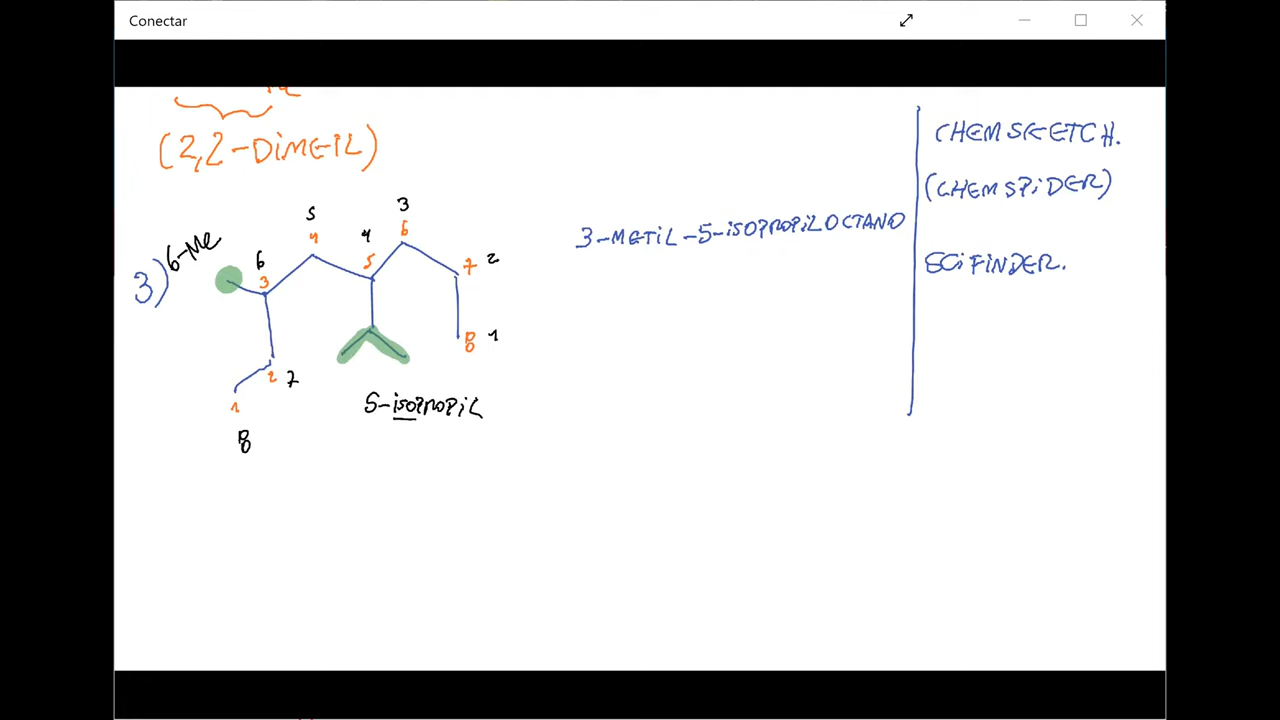 Conectar
(2,2-DiMEIL)
3)
6-Me
5
4
6
3
4
5
3
6
7
2
8
1
2
7
1
8
5-isoPROPiL
3-METiL-5-iSOPROPiLOCTANO
CHEMSKETCH.
(CHEMSPiDER)
SCiFiNDER.